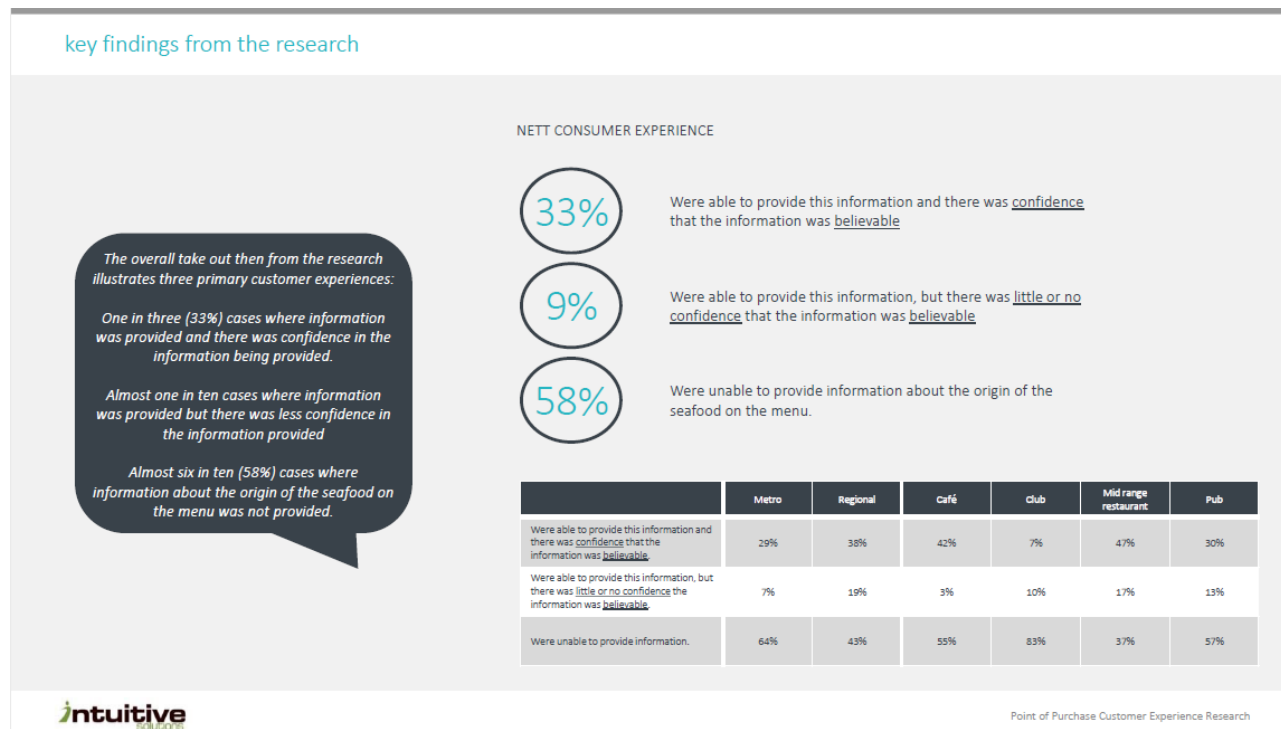 key findings from the research
The overall take out then from the research
illustrates three primary customer experiences:
One in three (33%) cases where information
was provided and there was confidence in the
information being provided.
Almost one in ten cases where information
was provided but there was less confidence in
the information provided
Almost six in ten (58%) cases where
information about the origin of the seafood on
the menu was not provided.
NETT CONSUMER EXPERIENCE
33%
Were able to provide this information and there was confidence
that the information was believable
9%
Were able to provide this information, but there was little or no
confidence that the information was believable
58%
Were unable to provide information about the origin of the
seafood on the menu.
Metro Regional Café Club Mid range restaurant Pub
Were able to provide this information and
there was confidence that the
information was believable.
29% 38% 42% 7% 47% 30%
Were able to provide this information, but
there was little or no confidence the
information was believable.
7% 19% 3% 10% 17% 13%
Were unable to provide information. 64% 43% 55% 83% 37% 57%
intuitive
solutions
Point of Purchase Customer Experience Research